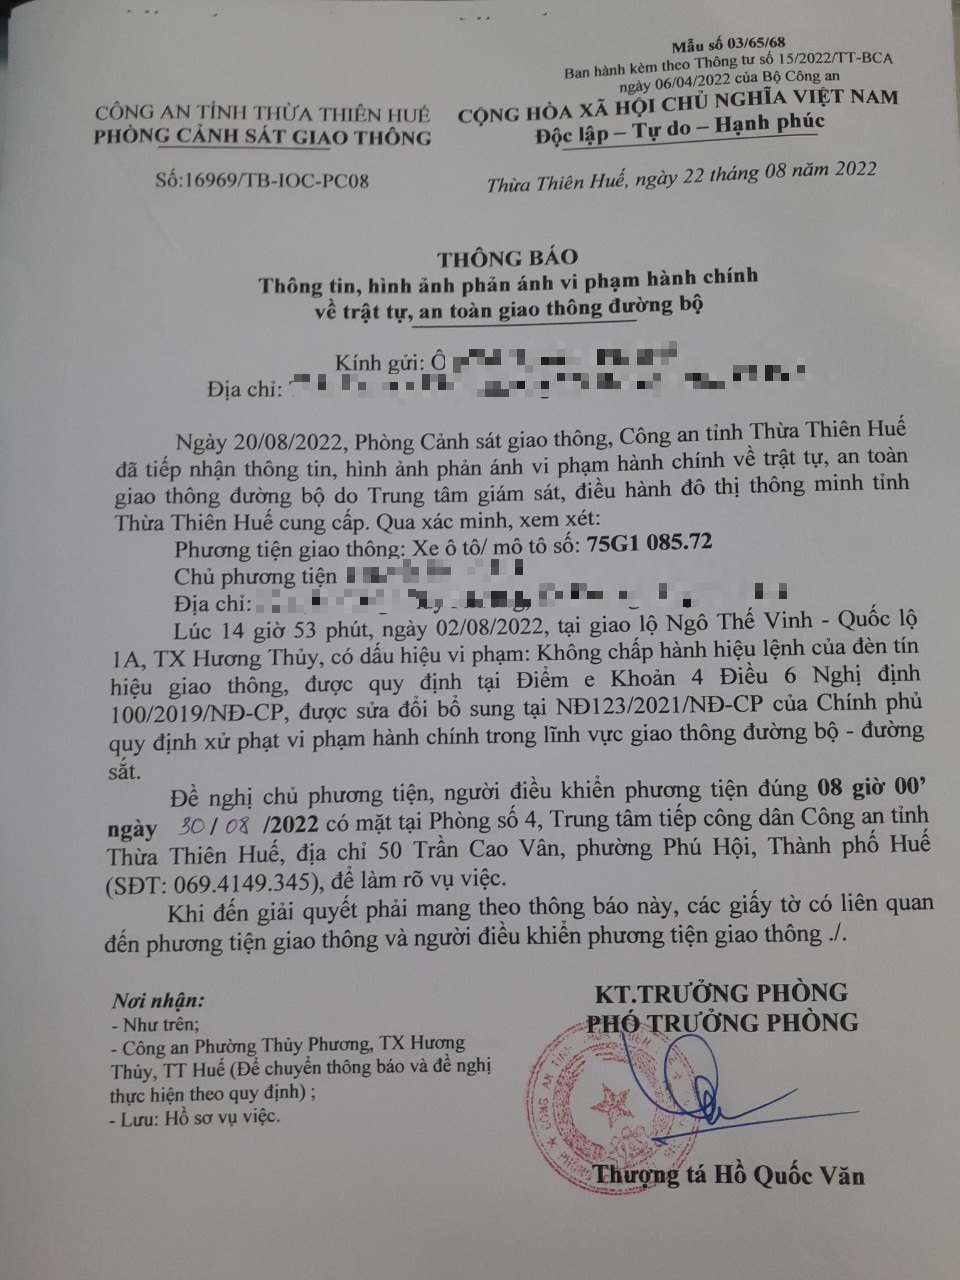 Mẫu số 03/65/68
Ban hành kèm theo Thông tư số 15/2022/TT-BCA
ngày 06/04/2022 của Bộ Công an
CÔNG AN TỈNH THỪA THIÊN HUẾ
PHÒNG CẢNH SÁT GIAO THÔNG
CỘNG HÒA XÃ HỘI CHỦ NGHĨA VIỆT NAM
Độc lập – Tự do – Hạnh phúc
Số:16969/TB-IOC-PC08
Thừa Thiên Huế, ngày 22 tháng 08 năm 2022
THÔNG BÁO
Thông tin, hình ảnh phản ánh vi phạm hành chính
về trật tự, an toàn giao thông đường bộ
Kính gửi: Ô
Địa chỉ:
Ngày 20/08/2022, Phòng Cảnh sát giao thông, Công an tỉnh Thừa Thiên Huế
đã tiếp nhận thông tin, hình ảnh phản ánh vi phạm hành chính về trật tự, an toàn
giao thông đường bộ do Trung tâm giám sát, điều hành đô thị thông minh tỉnh
Thừa Thiên Huế cung cấp. Qua xác minh, xem xét:
Phương tiện giao thông: Xe ô tô/ mô tô số: 75G1 085.72
Chủ phương tiện
Địa chỉ:
Lúc 14 giờ 53 phút, ngày 02/08/2022, tại giao lộ Ngô Thế Vinh - Quốc lộ
1A, TX Hương Thủy, có dấu hiệu vi phạm: Không chấp hành hiệu lệnh của đèn tín
hiệu giao thông, được quy định tại Điểm e Khoản 4 Điều 6 Nghị định
100/2019/NĐ-CP, được sửa đổi bổ sung tại NĐ123/2021/NĐ-CP của Chính phủ
quy định xử phạt vi phạm hành chính trong lĩnh vực giao thông đường bộ - đường
sắt.
Đề nghị chủ phương tiện, người điều khiển phương tiện đúng 08 giờ 00’
ngày 30/08/2022 có mặt tại Phòng số 4, Trung tâm tiếp công dân Công an tỉnh
Thừa Thiên Huế, địa chỉ 50 Trần Cao Vân, phường Phú Hội, Thành phố Huế
(SĐT: 069.4149.345), để làm rõ vụ việc.
Khi đến giải quyết phải mang theo thông báo này, các giấy tờ có liên quan
đến phương tiện giao thông và người điều khiển phương tiện giao thông ./.
Nơi nhận:
- Như trên;
- Công an Phường Thủy Phương, TX Hương
Thủy, TT Huế (Để chuyển thông báo và đề nghị
thực hiện theo quy định) ;
- Lưu: Hồ sơ vụ việc.
KT.TRƯỞNG PHÒNG
PHÓ TRƯỞNG PHÒNG
Thượng tá Hồ Quốc Văn